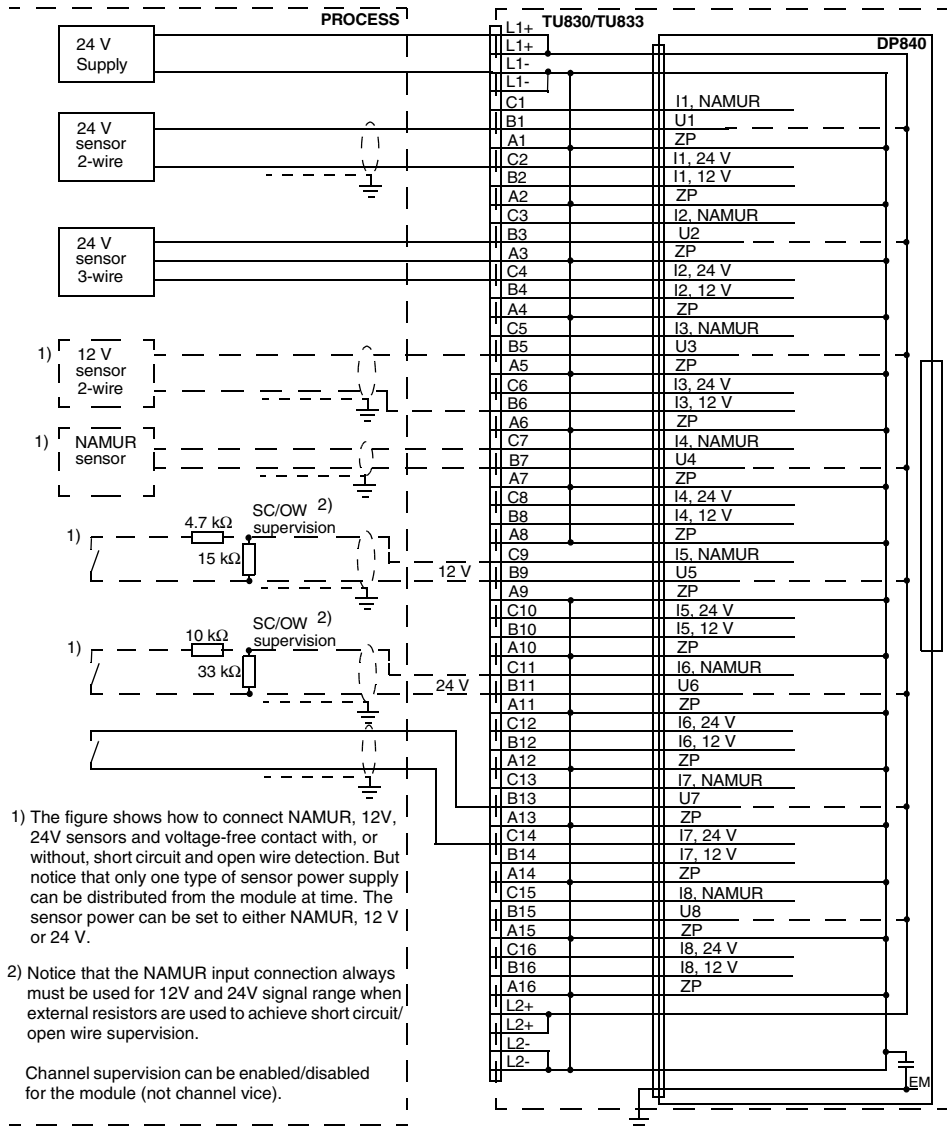 PROCESS
TU830/TU833
DP840
24 V
Supply
24 V
sensor
2-wire
24 V
sensor
3-wire
1)
12 V
sensor
2-wire
1)
NAMUR
sensor
1)
4.7 kΩ
15 kΩ
SC/OW 2)
supervision
12 V
1)
10 kΩ
33 kΩ
SC/OW 2)
supervision
24 V
L1+
L1+
L1-
L1-
C1 I1, NAMUR
B1 U1
A1 ZP
C2 I1, 24 V
B2 I1, 12 V
A2 ZP
C3 I2, NAMUR
B3 U2
A3 ZP
C4 I2, 24 V
B4 I2, 12 V
A4 ZP
C5 I3, NAMUR
B5 U3
A5 ZP
C6 I3, 24 V
B6 I3, 12 V
A6 ZP
C7 I4, NAMUR
B7 U4
A7 ZP
C8 I4, 24 V
B8 I4, 12 V
A8 ZP
C9 I5, NAMUR
B9 U5
A9 ZP
C10 I5, 24 V
B10 I5, 12 V
A10 ZP
C11 I6, NAMUR
B11 U6
A11 ZP
C12 I6, 24 V
B12 I6, 12 V
A12 ZP
C13 I7, NAMUR
B13 U7
A13 ZP
C14 I7, 24 V
B14 I7, 12 V
A14 ZP
C15 I8, NAMUR
B15 U8
A15 ZP
C16 I8, 24 V
B16 I8, 12 V
A16 ZP
L2+
L2+
L2-
L2-
EM
1) The figure shows how to connect NAMUR, 12V,
24V sensors and voltage-free contact with, or
without, short circuit and open wire detection. But
notice that only one type of sensor power supply
can be distributed from the module at time. The
sensor power can be set to either NAMUR, 12 V
or 24 V.
2) Notice that the NAMUR input connection always
must be used for 12V and 24V signal range when
external resistors are used to achieve short circuit/
open wire supervision.
Channel supervision can be enabled/disabled
for the module (not channel vice).